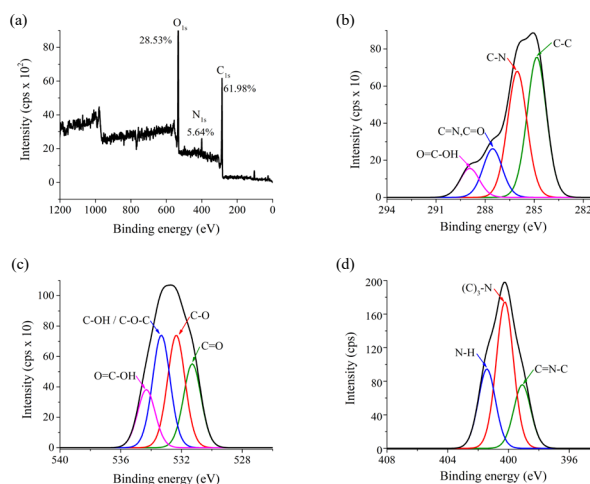 (a)
O1s
28.53%
C1s
61.98%
N1s
5.64%
80
60
40
20
0
Intensity (cps x 10²)
1200 1000 800 600 400 200 0
Binding energy (eV)
(b)
C-C
C-N
C=N,C=O
O=C-OH
80
60
40
20
0
Intensity (cps x 10)
294 291 288 285 282
Binding energy (eV)
(c)
C-OH / C-O-C
C-O
C=O
O=C-OH
100
80
60
40
20
0
Intensity (cps x 10)
540 536 532 528
Binding energy (eV)
(d)
(C)3-N
N-H
C=N-C
200
160
120
80
40
0
Intensity (cps)
408 404 400 396
Binding energy (eV)